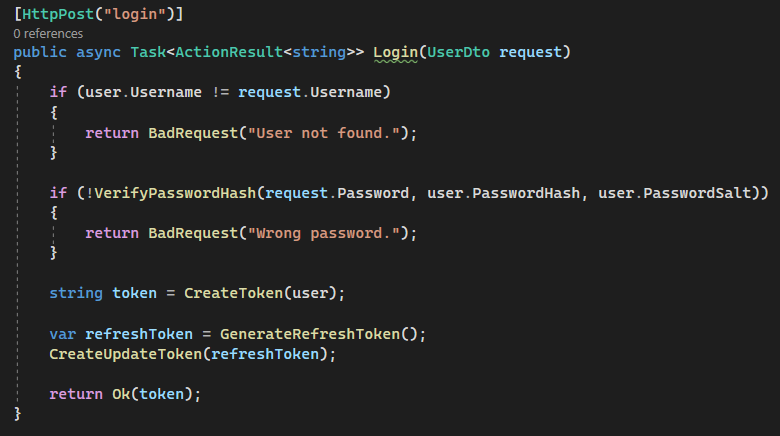 [HttpPost("login")]
0 references
public async Task<ActionResult<string>> Login(UserDto request)
{
    if (user.Username != request.Username)
    {
        return BadRequest("User not found.");
    }

    if (!VerifyPasswordHash(request.Password, user.PasswordHash, user.PasswordSalt))
    {
        return BadRequest("Wrong password.");
    }

    string token = CreateToken(user);

    var refreshToken = GenerateRefreshToken();
    CreateUpdateToken(refreshToken);

    return Ok(token);
}